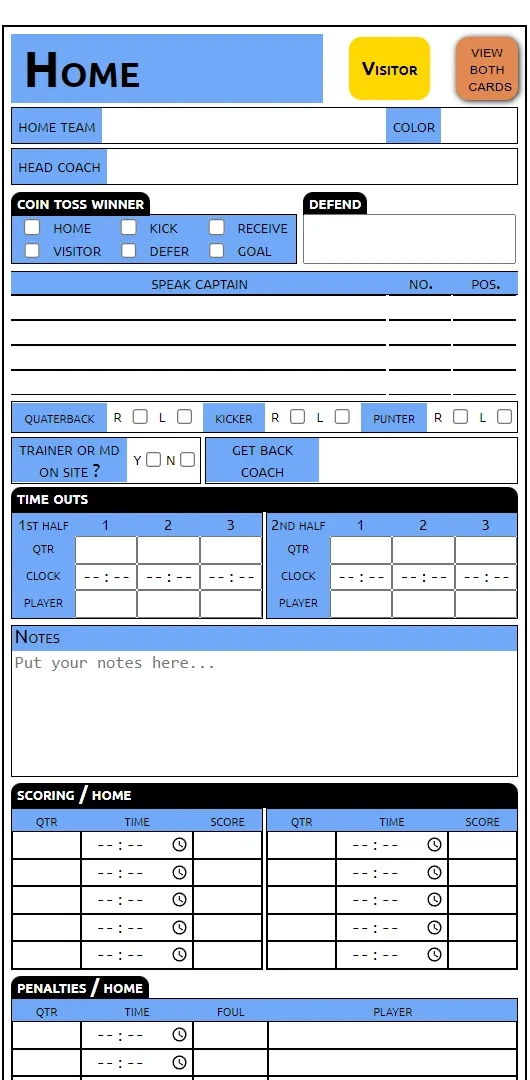 HOME VISITOR VIEW BOTH CARDS
HOME TEAM COLOR
HEAD COACH
COIN TOSS WINNER DEFEND
HOME KICK RECEIVE
VISITOR DEFER GOAL
SPEAK CAPTAIN NO. POS.
QUATERBACK R L KICKER R L PUNTER R L
TRAINER OR MD ON SITE ? Y N GET BACK COACH
TIME OUTS
1ST HALF 1 2 3 2ND HALF 1 2 3
QTR QTR
CLOCK --:-- --:-- --:-- CLOCK --:-- --:-- --:--
PLAYER PLAYER
NOTES
Put your notes here...
SCORING / HOME
QTR TIME SCORE QTR TIME SCORE
--:-- --:--
--:-- --:--
--:-- --:--
--:-- --:--
--:-- --:--
PENALTIES / HOME
QTR TIME FOUL PLAYER
--:--
--:--